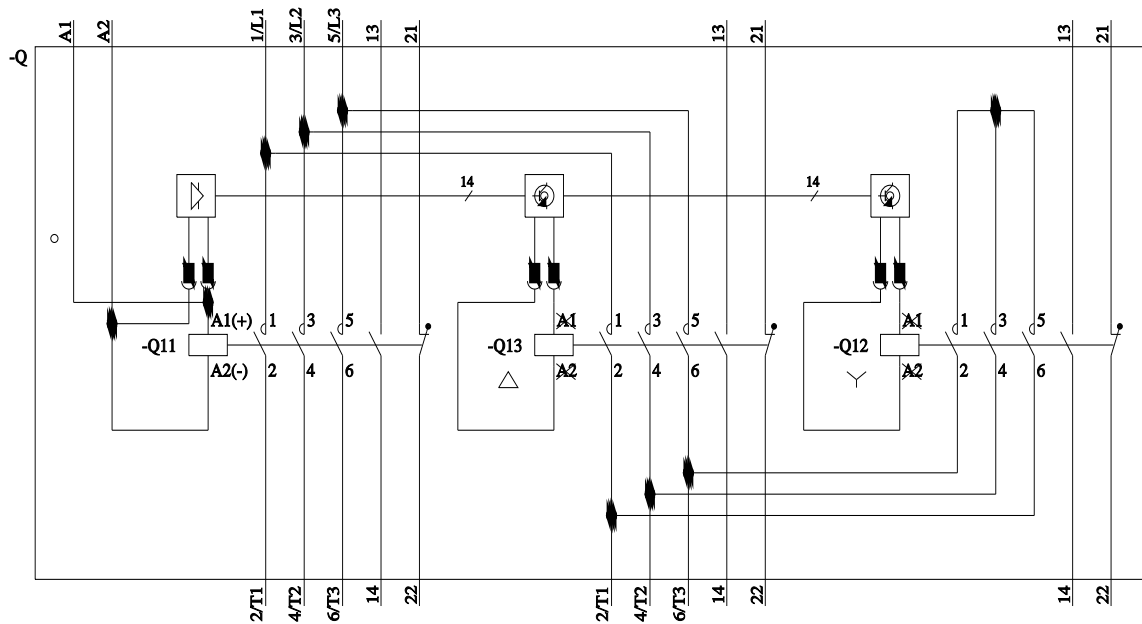 A1 A2 1/L1 3/L2 5/L3 13 21 13 21 13 21
-Q
14 14
A1(+) 1 3 5 A1 1 3 5 A1 1 3 5
-Q11 -Q13 -Q12
A2(-) 2 4 6 A2 2 4 6 A2 2 4 6
2/T1 4/T2 6/T3 14 22 2/T1 4/T2 6/T3 14 22 14 22